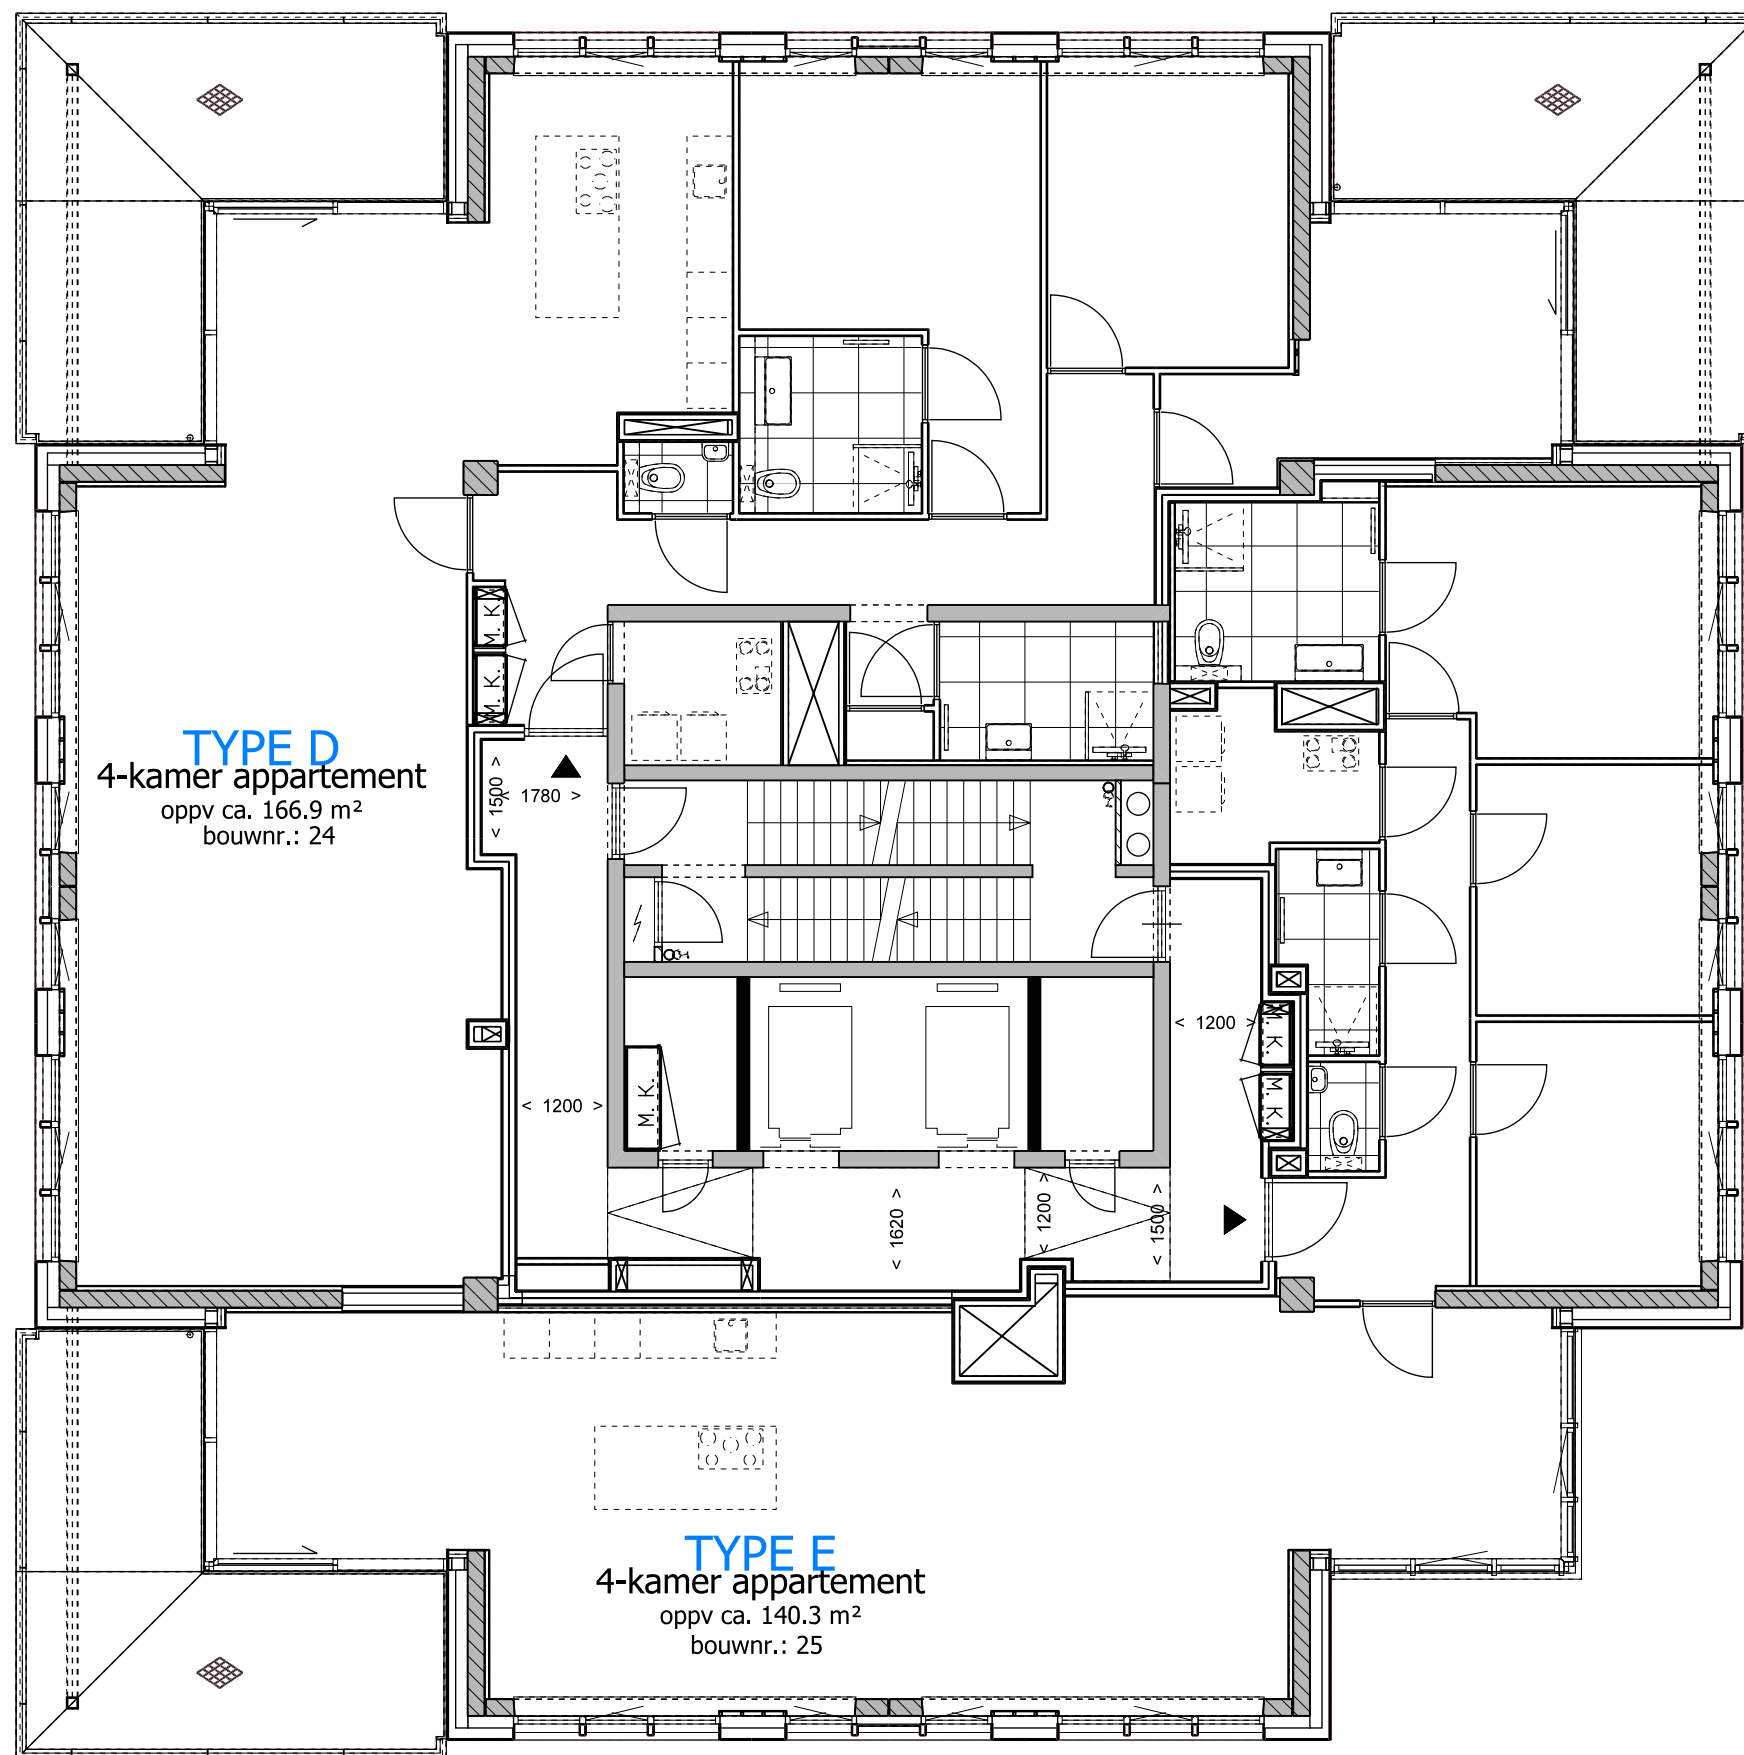 M. K.
M. K.
TYPE D
4-kamer appartement
oppv ca. 166.9 m²
bouwnr.: 24
< 1500 >
< 1780 >
< 1200 >
M. K.
< 1200 >
M. K.
M. K.
< 1620 >
< 1200 >
< 1500 >
TYPE E
4-kamer appartement
oppv ca. 140.3 m²
bouwnr.: 25